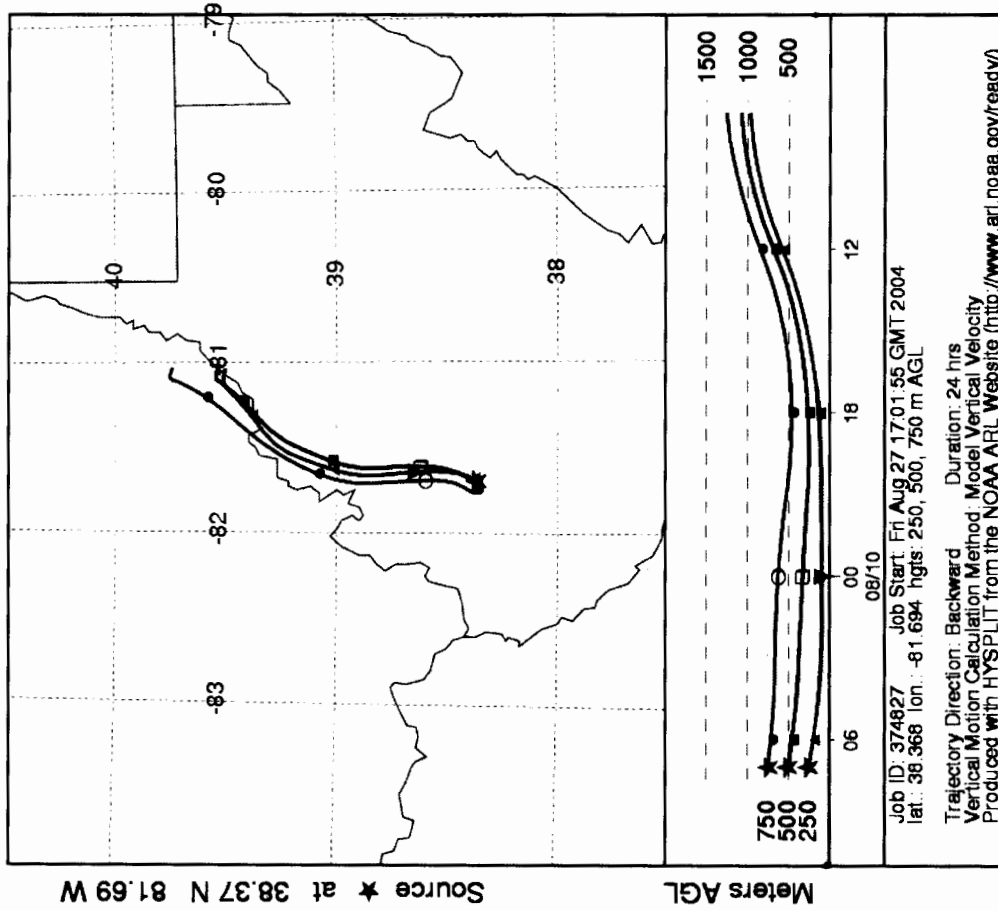 Source ★ at 38.37 N 81.69 W
40
39
38
-83
-82
-81
-80
-79
Meters AGL
1500
1000
500
750
500
250
06
00
18
12
08/10
Job ID: 374827 Job Start: Fri Aug 27 17:01:55 GMT 2004
lat.: 38.368 lon.: -81.694 hgts: 250, 500, 750 m AGL
Trajectory Direction: Backward Duration: 24 hrs
Vertical Motion Calculation Method: Model Vertical Velocity
Produced with HYSPLIT from the NOAA ARL Website (http://www.arl.noaa.gov/ready/)